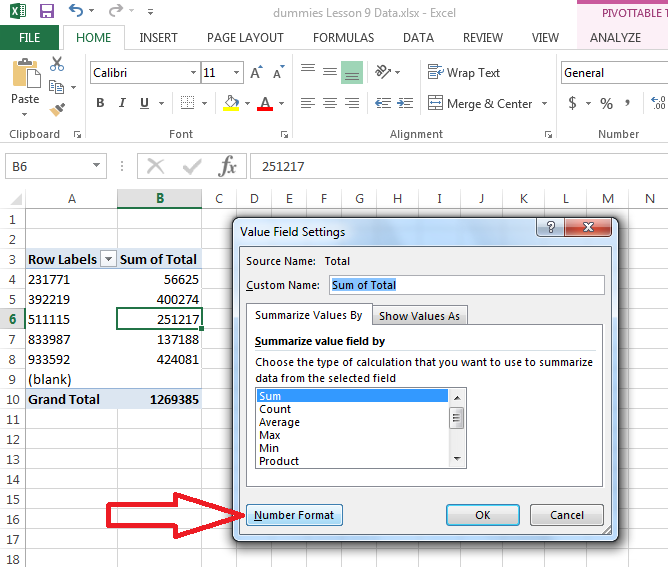 dummies Lesson 9 Data.xlsx - Excel
PIVOTTABLE T
FILE HOME INSERT PAGE LAYOUT FORMULAS DATA REVIEW VIEW ANALYZE
Calibri 11 Wrap Text General
Paste B I U A Merge & Center $ % , .00
Clipboard Font Alignment Number
B6 fx 251217
A B C D E F G H I J K L M N
1
2
3 Row Labels Sum of Total
4 231771 56625
5 392219 400274
6 511115 251217
7 833987 137188
8 933592 424081
9 (blank)
10 Grand Total 1269385
11
12
13
14
15
16
17
18
Value Field Settings
Source Name: Total
Custom Name: Sum of Total
Summarize Values By Show Values As
Summarize value field by
Choose the type of calculation that you want to use to summarize
data from the selected field
Sum
Count
Average
Max
Min
Product
Number Format OK Cancel